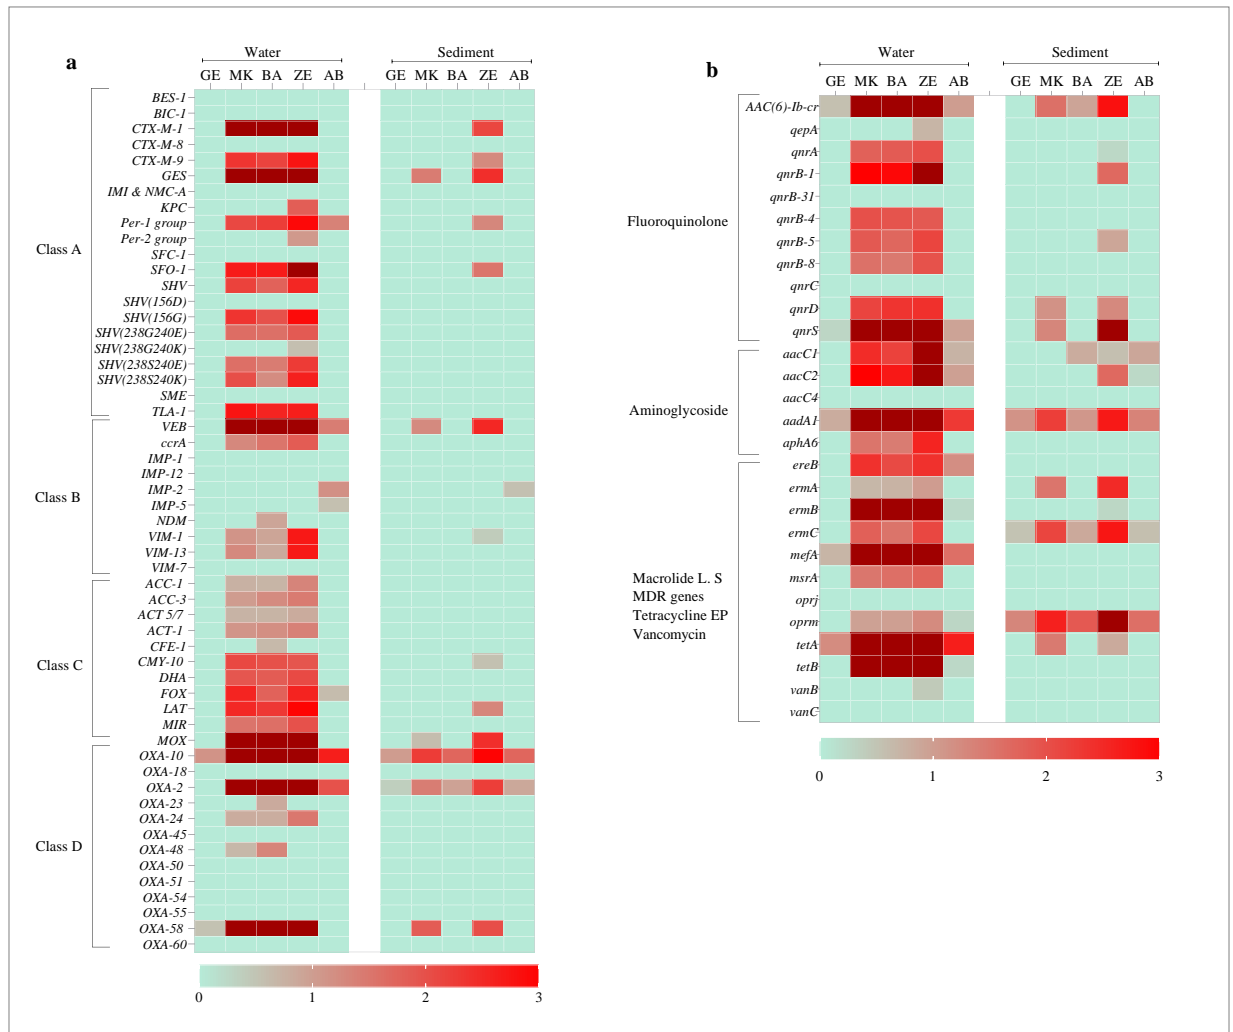 a
Water
Sediment
GE MK BA ZE AB
GE MK BA ZE AB
BES-1
BIC-1
CTX-M-1
CTX-M-8
CTX-M-9
GES
IMI & NMC-A
KPC
Per-1 group
Per-2 group
SFC-1
SFO-1
SHV
SHV(156D)
SHV(156G)
SHV(238G240E)
SHV(238G240K)
SHV(238S240E)
SHV(238S240K)
SME
TLA-1
VEB
ccrA
IMP-1
IMP-12
IMP-2
IMP-5
NDM
VIM-1
VIM-13
VIM-7
ACC-1
ACC-3
ACT 5/7
ACT-1
CFE-1
CMY-10
DHA
FOX
LAT
MIR
MOX
OXA-10
OXA-18
OXA-2
OXA-23
OXA-24
OXA-45
OXA-48
OXA-50
OXA-51
OXA-54
OXA-55
OXA-58
OXA-60
Class A
Class B
Class C
Class D
0 1 2 3
b
Water
Sediment
GE MK BA ZE AB
GE MK BA ZE AB
AAC(6)-Ib-cr
qepA
qnrA
qnrB-1
qnrB-31
qnrB-4
qnrB-5
qnrB-8
qnrC
qnrD
qnrS
aacC1
aacC2
aacC4
aadA1
aphA6
ereB
ermA
ermB
ermC
mefA
msrA
oprj
oprm
tetA
tetB
vanB
vanC
Fluoroquinolone
Aminoglycoside
Macrolide L. S
MDR genes
Tetracycline EP
Vancomycin
0 1 2 3